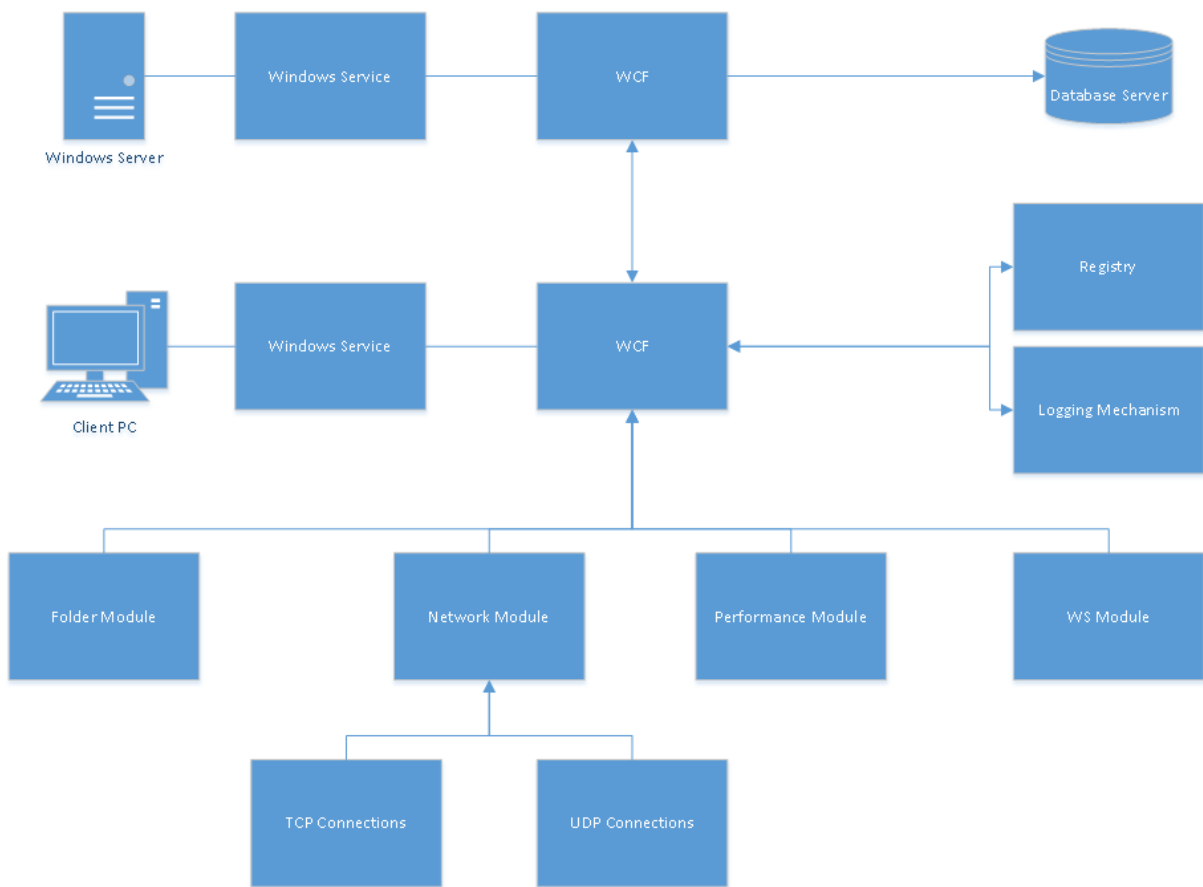 Windows Service
WCF
Database Server
Windows Server
Registry
Windows Service
WCF
Logging Mechanism
Client PC
Folder Module
Network Module
Performance Module
WS Module
TCP Connections
UDP Connections